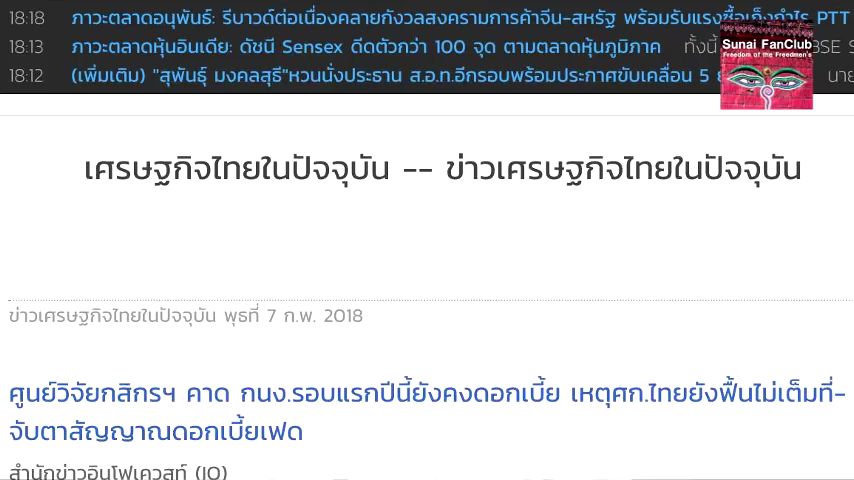 18:18 ภาวะตลาดอนุพันธ์: รีบาวด์ต่อเนื่องคลายกังวลสงครามการค้าจีน-สหรัฐ พร้อมรับแรงซื้อเก็งกำไร PTT
18:13 ภาวะตลาดหุ้นอินเดีย: ดัชนี Sensex ดีดตัวกว่า 100 จุด ตามตลาดหุ้นภูมิภาค ทั้งนี้ BSE S
18:12 (เพิ่มเติม) "สุพันธุ์ มงคลสุธี"หวนนั่งประธาน ส.อ.ท.อีกรอบพร้อมประกาศขับเคลื่อน 5 นาย
Sunai FanClub
Freedom of the Freedmen's
เศรษฐกิจไทยในปัจจุบัน -- ข่าวเศรษฐกิจไทยในปัจจุบัน
ข่าวเศรษฐกิจไทยในปัจจุบัน พุธที่ 7 ก.พ. 2018
ศูนย์วิจัยกสิกรฯ คาด กนง.รอบแรกปีนี้ยังคงดอกเบี้ย เหตุศก.ไทยยังฟื้นไม่เต็มที่-
จับตาสัญญาณดอกเบี้ยเฟด
สำนักข่าวอินโฟเควสท์ (IQ)